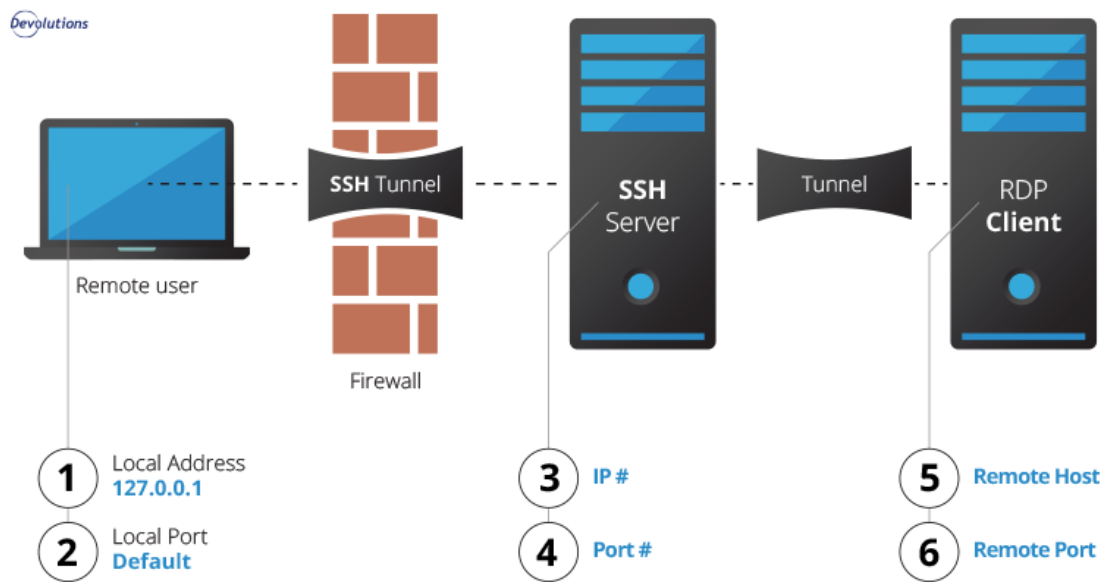 Devolutions
SSH Tunnel
SSH
Server
Tunnel
RDP
Client
Remote user
Firewall
1
Local Address
127.0.0.1
2
Local Port
Default
3
IP #
4
Port #
5
Remote Host
6
Remote Port